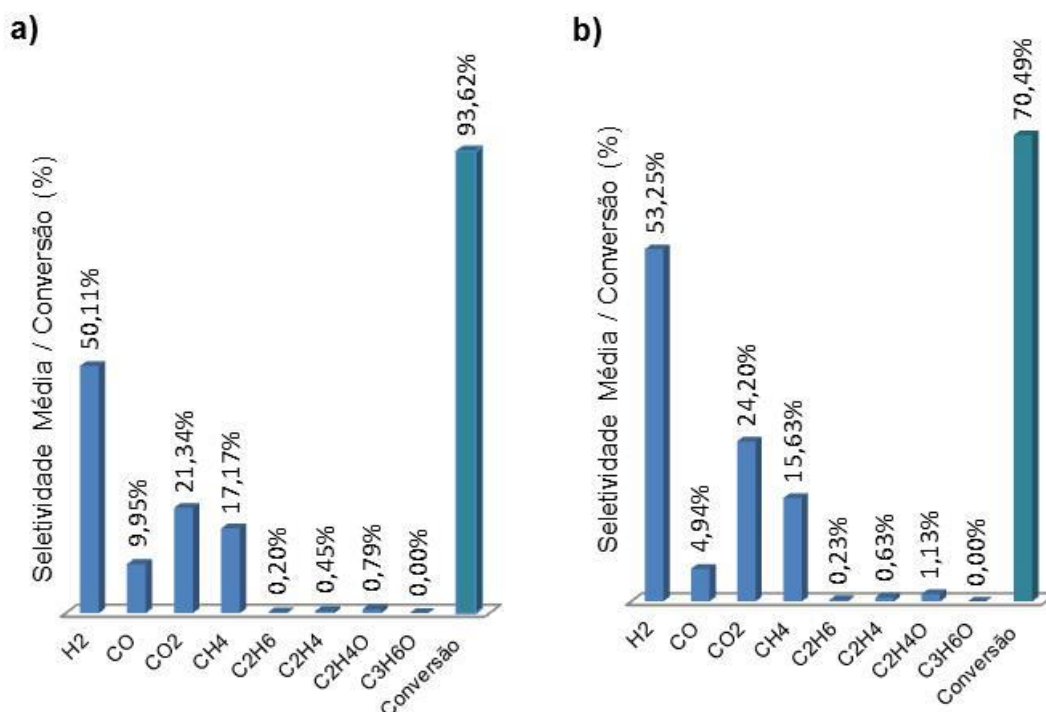 a)
Seletividade Média / Conversão (%)
50,11%
9,95%
21,34%
17,17%
0,20%
0,45%
0,79%
0,00%
93,62%
H2
CO
CO2
CH4
C2H6
C2H4
C2H4O
C3H6O
Conversão
b)
Seletividade Média / Conversão (%)
53,25%
4,94%
24,20%
15,63%
0,23%
0,63%
1,13%
0,00%
70,49%
H2
CO
CO2
CH4
C2H6
C2H4
C2H4O
C3H6O
Conversão